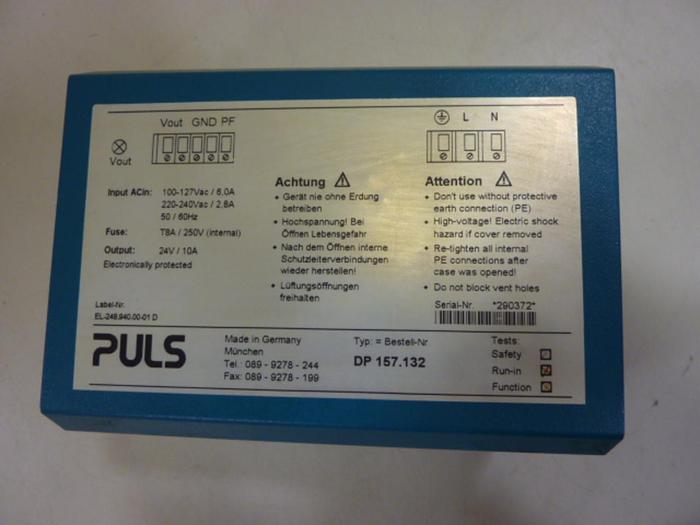 Vout GND PF
Vout
L N
Input ACin: 100-127Vac / 6,0A
220-240Vac / 2,8A
50 / 60Hz
Fuse: T8A / 250V (internal)
Output: 24V / 10A
Electronically protected
Label-Nr.
EL-248.940.00-01 D
Achtung
• Gerät nie ohne Erdung
betreiben
• Hochspannung! Bei
Öffnen Lebensgefahr
• Nach dem Öffnen interne
Schutzleiterverbindungen
wieder herstellen!
• Lüftungsöffnungen
freihalten
Attention
• Don't use without protective
earth connection (PE)
• High-voltage! Electric shock
hazard if cover removed
• Re-tighten all internal
PE connections after
case was opened!
• Do not block vent holes
Serial-Nr. *290372*
PULS
Made in Germany
München
Tel.: 089 - 9278 - 244
Fax: 089 - 9278 - 199
Typ: = Bestell-Nr
DP 157.132
Tests:
Safety
Run-in
Function